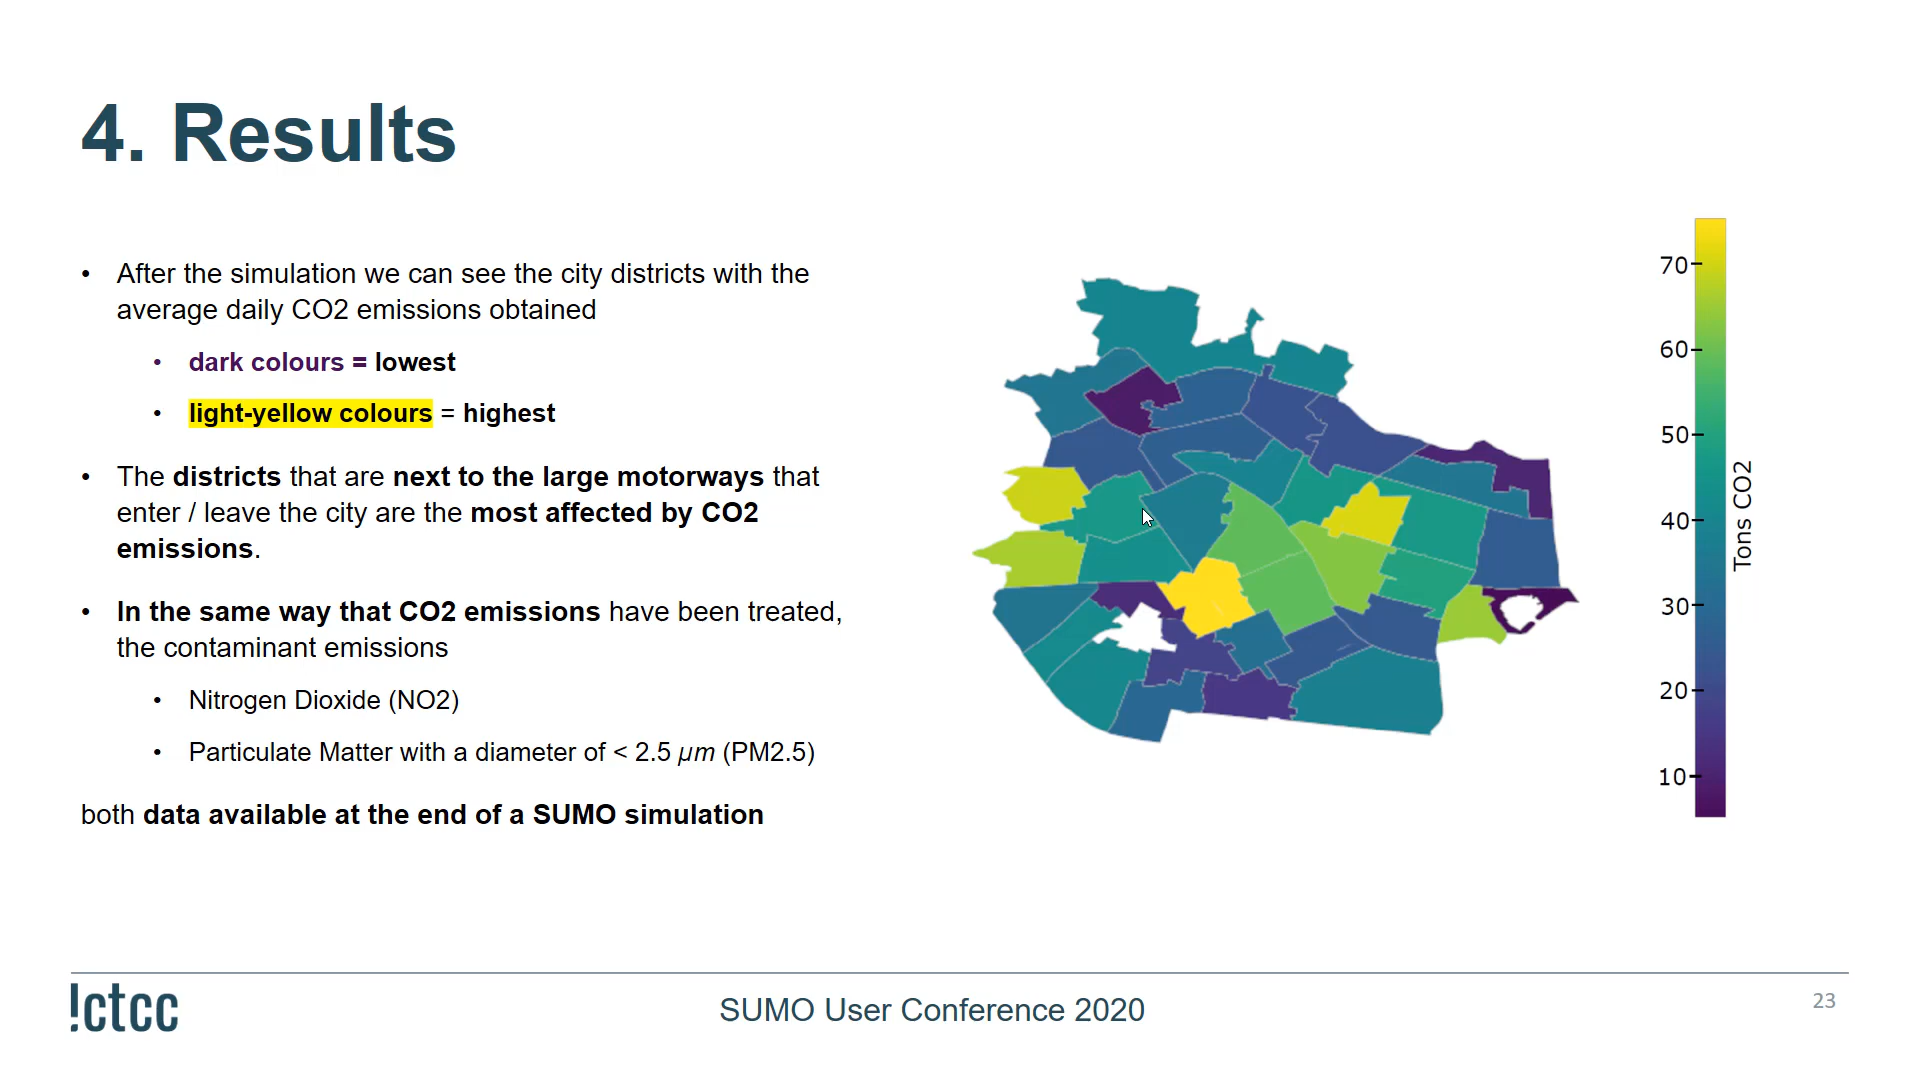 4. Results
• After the simulation we can see the city districts with the
average daily CO2 emissions obtained
• dark colours = lowest
• light-yellow colours = highest
• The districts that are next to the large motorways that
enter / leave the city are the most affected by CO2
emissions.
• In the same way that CO2 emissions have been treated,
the contaminant emissions
• Nitrogen Dioxide (NO2)
• Particulate Matter with a diameter of < 2.5 μm (PM2.5)
both data available at the end of a SUMO simulation
70
60
50
40
30
20
10
Tons CO2
!ctcc
SUMO User Conference 2020
23